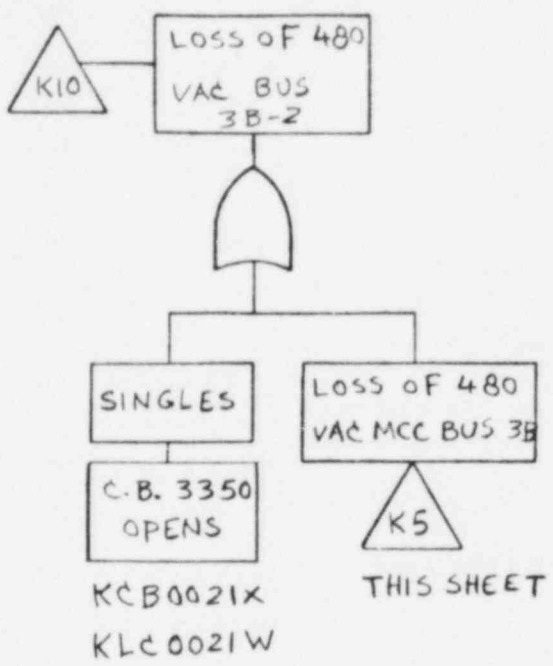 LOSS OF 480
K10
VAC BUS
3B-2
SINGLES
LOSS OF 480
VAC MCC BUS 3B
C.B. 3350
OPENS
K5
KCB0021X
KLC0021W
THIS SHEET